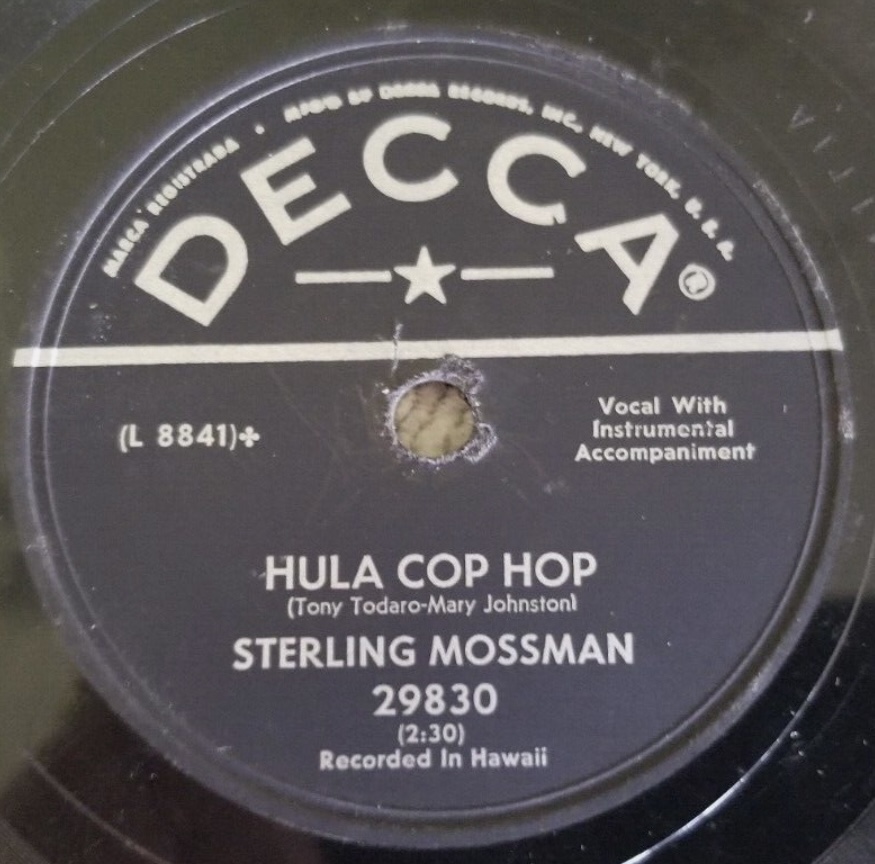 MARCA REGISTRADA • MFG'D BY DECCA RECORDS, INC., NEW YORK, U. S. A.
DECCA®
(L 8841)✤
Vocal With
Instrumental
Accompaniment
HULA COP HOP
(Tony Todaro-Mary Johnston)
STERLING MOSSMAN
29830
(2:30)
Recorded In Hawaii